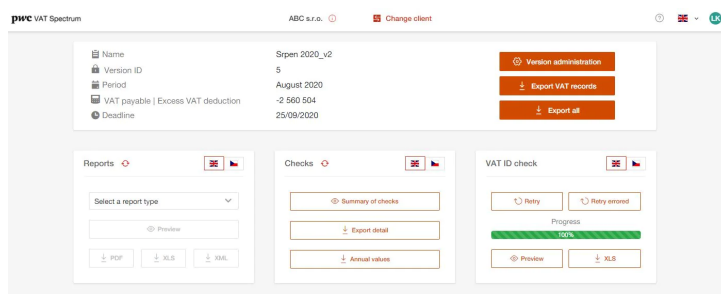 pwc VAT Spectrum
ABC s.r.o.
Change client
LK
Name Srpen 2020_v2
Version ID 5
Period August 2020
VAT payable | Excess VAT deduction -2 560 504
Deadline 25/09/2020
Version administration
Export VAT records
Export all
Reports
Select a report type
Preview
PDF XLS XML
Checks
Summary of checks
Export detail
Annual values
VAT ID check
Retry Retry errored
Progress
100%
Preview XLS